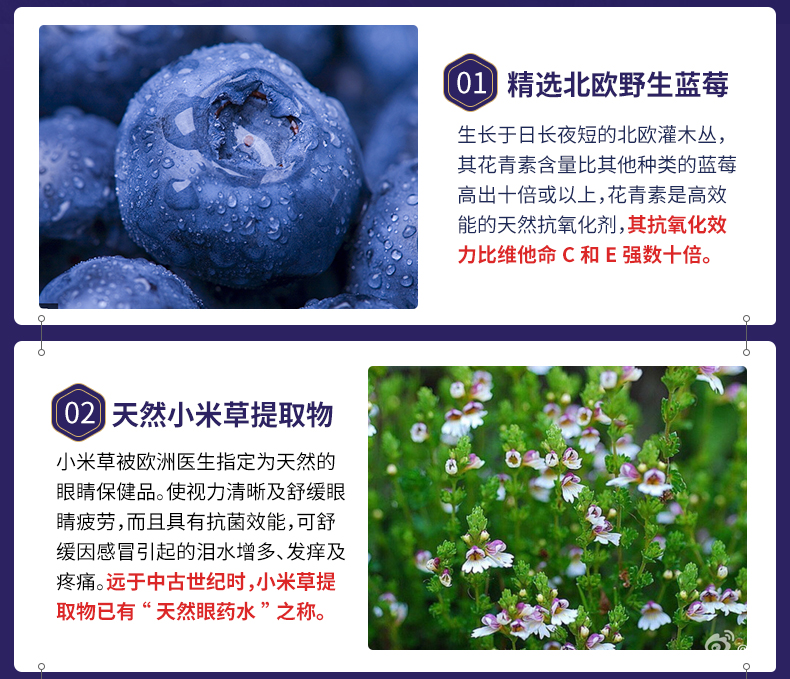 01 精选北欧野生蓝莓
生长于日长夜短的北欧灌木丛，
其花青素含量比其他种类的蓝莓
高出十倍或以上，花青素是高效
能的天然抗氧化剂，其抗氧化效
力比维他命 C 和 E 强数十倍。
02 天然小米草提取物
小米草被欧洲医生指定为天然的
眼睛保健品。使视力清晰及舒缓眼
睛疲劳，而且具有抗菌效能，可舒
缓因感冒引起的泪水增多、发痒及
疼痛。远于中古世纪时，小米草提
取物已有“天然眼药水”之称。